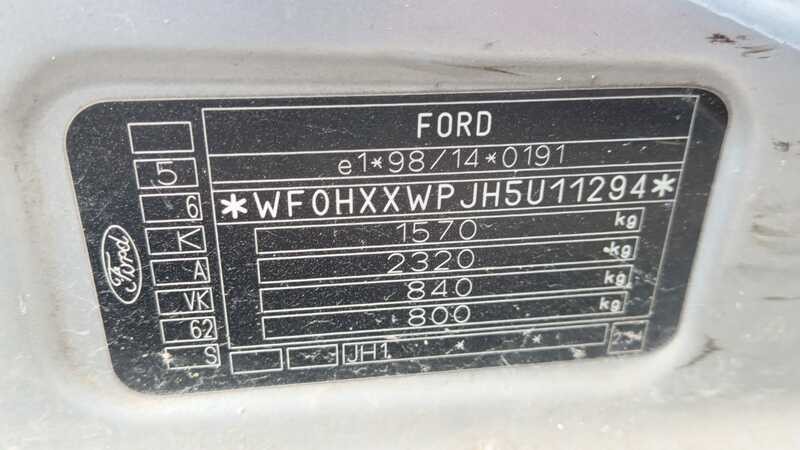 FORD
e1*98/14*0191
*WF0HXXWPJH5U11294*
1570 kg
2320 kg
840 kg
800 kg
JH1 * *
5
6
K
A
VK
62
S
Ford